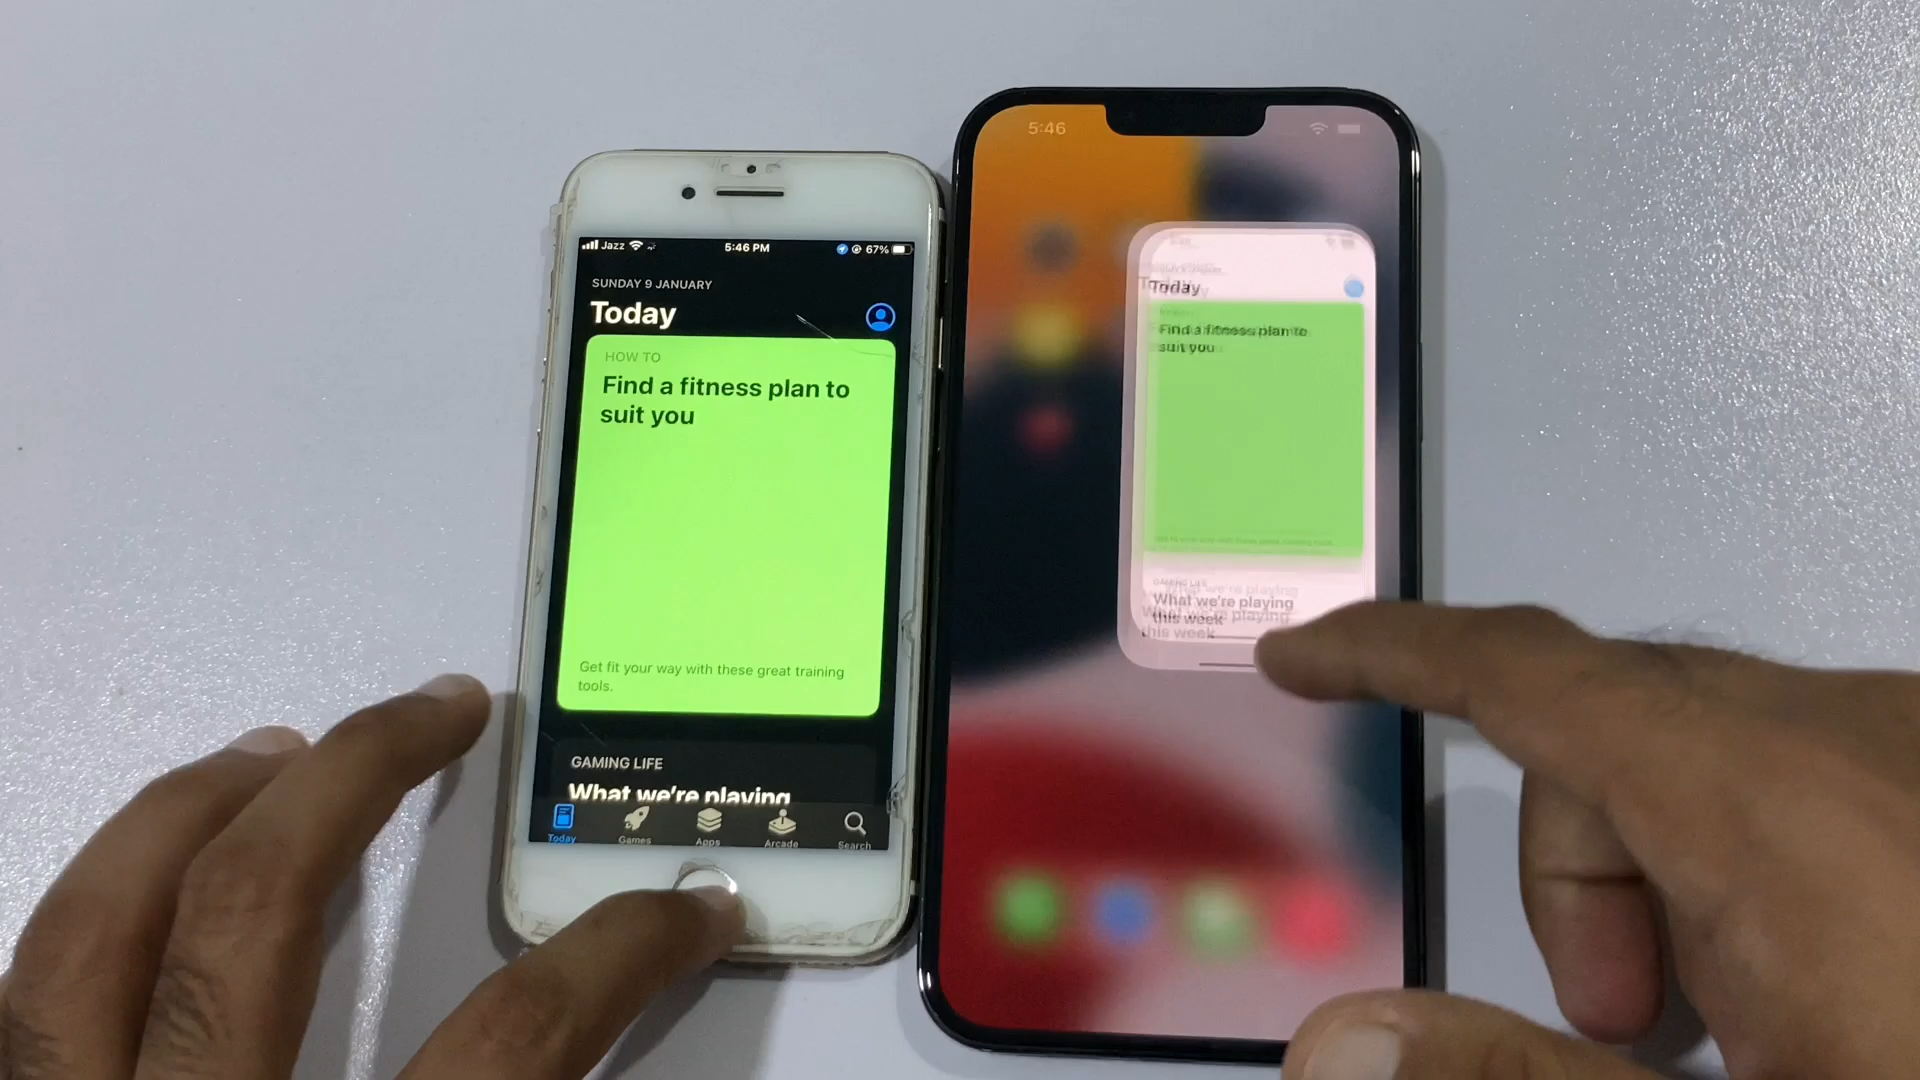 Jazz
5:46 PM
67%
SUNDAY 9 JANUARY
Today
HOW TO
Find a fitness plan to
suit you
Get fit your way with these great training
tools.
GAMING LIFE
What we're playing
Today
Games
Apps
Arcade
Search
5:46
Today
Find a fitness plan to
suit you
GAMING LIFE
What we're playing
this week